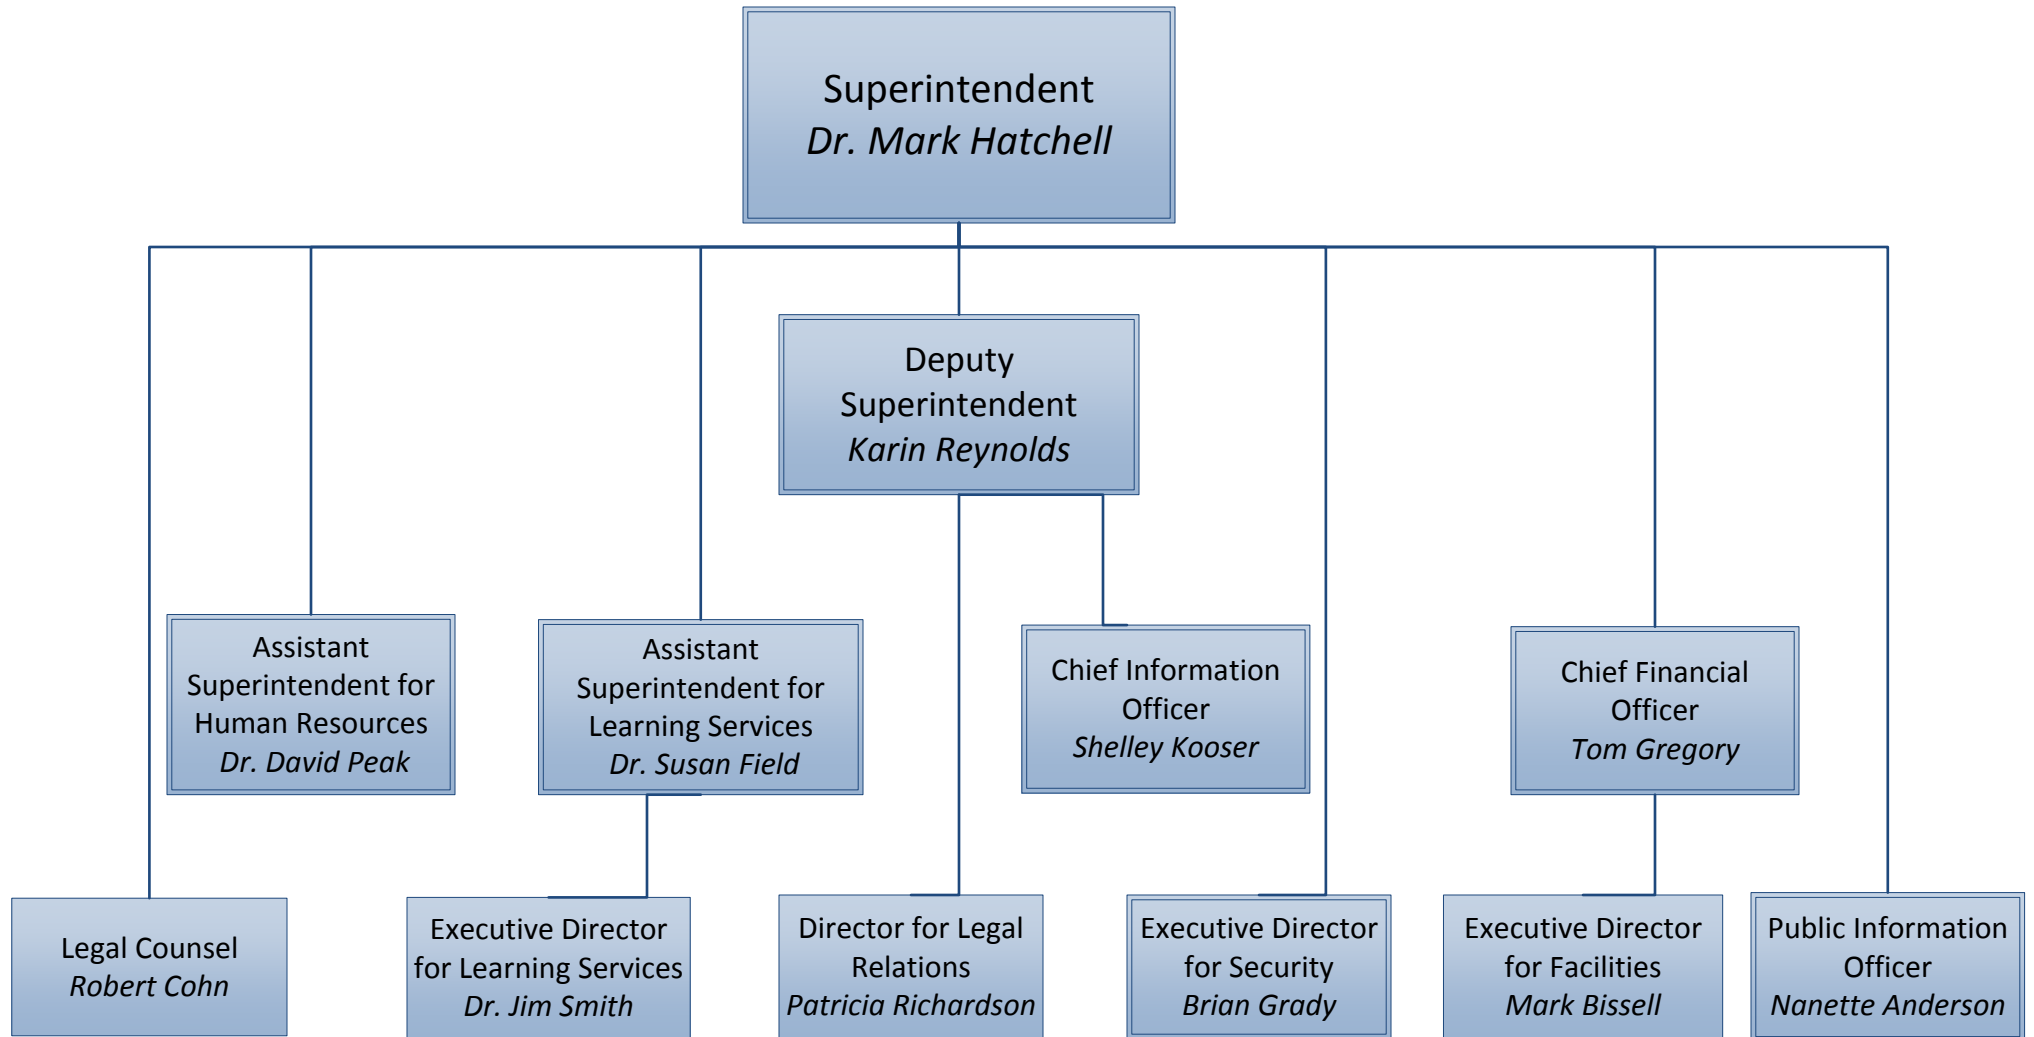 Superintendent
Dr. Mark Hatchell
Deputy
Superintendent
Karin Reynolds
Assistant
Superintendent for
Human Resources
Dr. David Peak
Assistant
Superintendent for
Learning Services
Dr. Susan Field
Chief Information
Officer
Shelley Kooser
Chief Financial
Officer
Tom Gregory
Legal Counsel
Robert Cohn
Executive Director
for Learning Services
Dr. Jim Smith
Director for Legal
Relations
Patricia Richardson
Executive Director
for Security
Brian Grady
Executive Director
for Facilities
Mark Bissell
Public Information
Officer
Nanette Anderson